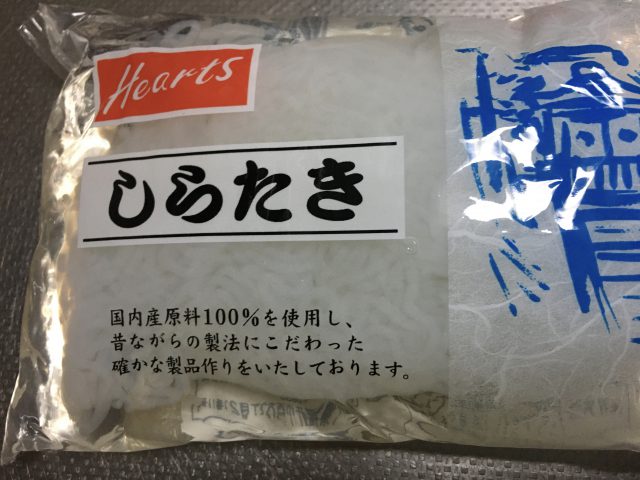 Hearts
しらたき
国内産原料100%を使用し、
昔ながらの製法にこだわった
確かな製品作りをいたしております。